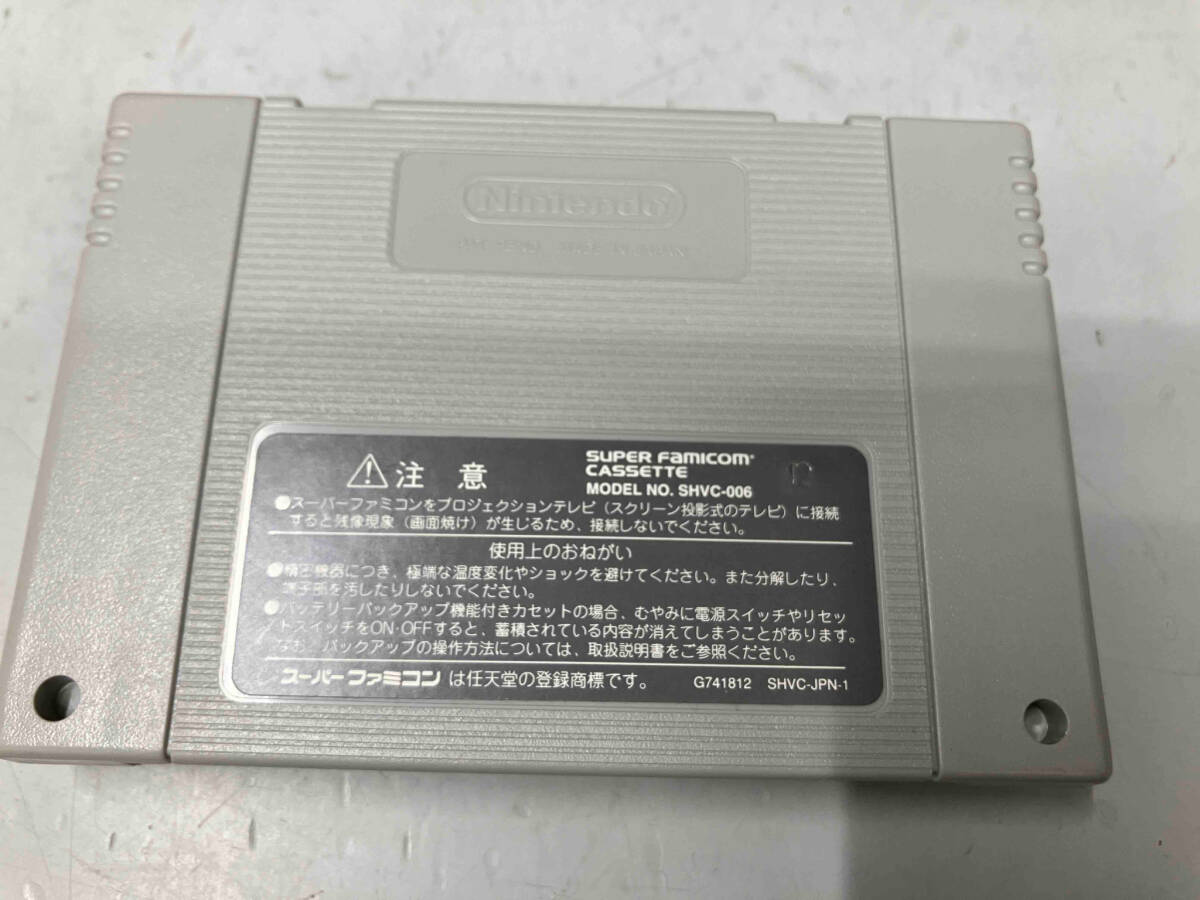 Nintendo
MADE IN JAPAN
注 意
SUPER FAMICOM
CASSETTE
MODEL NO. SHVC-006
●スーパーファミコンをプロジェクションテレビ（スクリーン投影式のテレビ）に接続
すると残像現象（画面焼け）が生じるため、接続しないでください。
使用上のおねがい
●精密機器につき、極端な温度変化やショックを避けてください。また分解したり、
端子部を汚したりしないでください。
●バッテリーバックアップ機能付きカセットの場合、むやみに電源スイッチやリセッ
トスイッチをON・OFFすると、蓄積されている内容が消えてしまうことがあります。
なお、バックアップの操作方法については、取扱説明書をご参照ください。
スーパーファミコン は任天堂の登録商標です。
G741812 SHVC-JPN-1